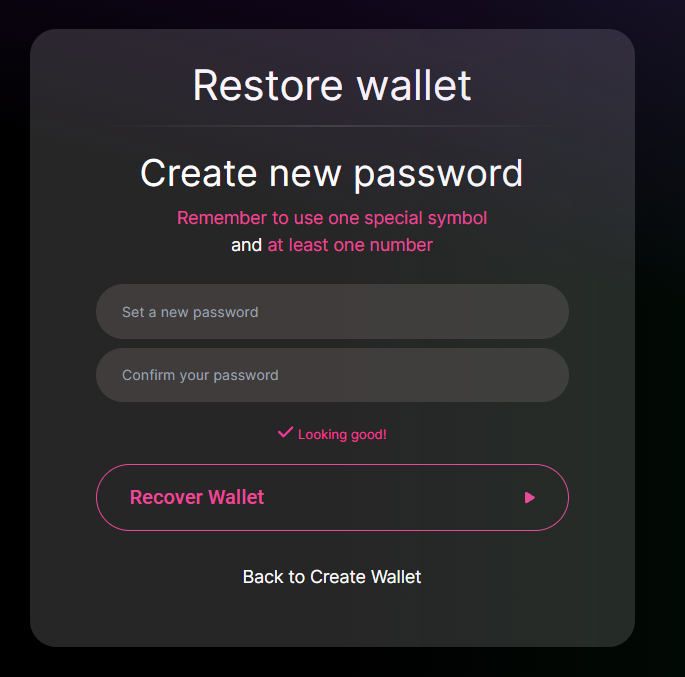 Restore wallet
Create new password
Remember to use one special symbol
and at least one number
Set a new password
Confirm your password
Looking good!
Recover Wallet
Back to Create Wallet